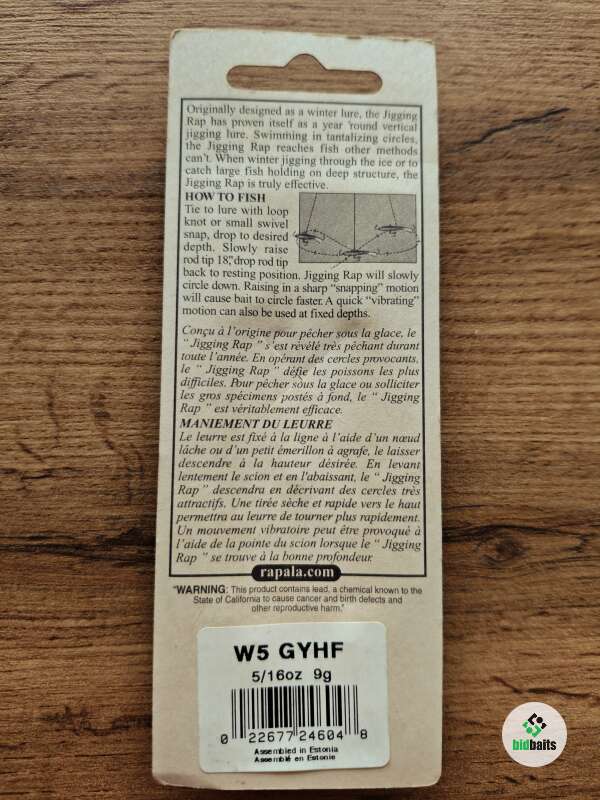 Originally designed as a winter lure, the Jigging
Rap has proven itself as a year 'round vertical
jigging lure. Swimming in tantalizing circles,
the Jigging Rap reaches fish other methods
can't. When winter jigging through the ice or to
catch large fish holding on deep structure, the
Jigging Rap is truly effective.
HOW TO FISH
Tie to lure with loop
knot or small swivel
snap, drop to desired
depth. Slowly raise
rod tip 18," drop rod tip
back to resting position. Jigging Rap will slowly
circle down. Raising in a sharp “snapping” motion
will cause bait to circle faster. A quick “vibrating”
motion can also be used at fixed depths.
Conçu à l'origine pour pêcher sous la glace, le
“ Jigging Rap ” s'est révélé très pêchant durant
toute l'année. En opérant des cercles provocants,
le “ Jigging Rap ” défie les poissons les plus
difficiles. Pour pêcher sous la glace ou solliciter
les gros spécimens postés à fond, le “ Jigging
Rap ” est véritablement efficace.
MANIEMENT DU LEURRE
Le leurre est fixé à la ligne à l'aide d'un nœud
lâche ou d'un petit émerillon à agrafe, le laisser
descendre à la hauteur désirée. En levant
lentement le scion et en l'abaissant, le “ Jigging
Rap ” descendra en décrivant des cercles très
attractifs. Une tirée sèche et rapide vers le haut
permettra au leurre de tourner plus rapidement.
Un mouvement vibratoire peut être provoqué à
l'aide de la pointe du scion lorsque le “ Jigging
Rap ” se trouve à la bonne profondeur.
rapala.com
"WARNING: This product contains lead, a chemical known to the
State of California to cause cancer and birth defects and
other reproductive harm."
W5 GYHF
5/16oz 9g
0 22677 24604 8
Assembled in Estonia
Assemblé en Estonie
bidbaits